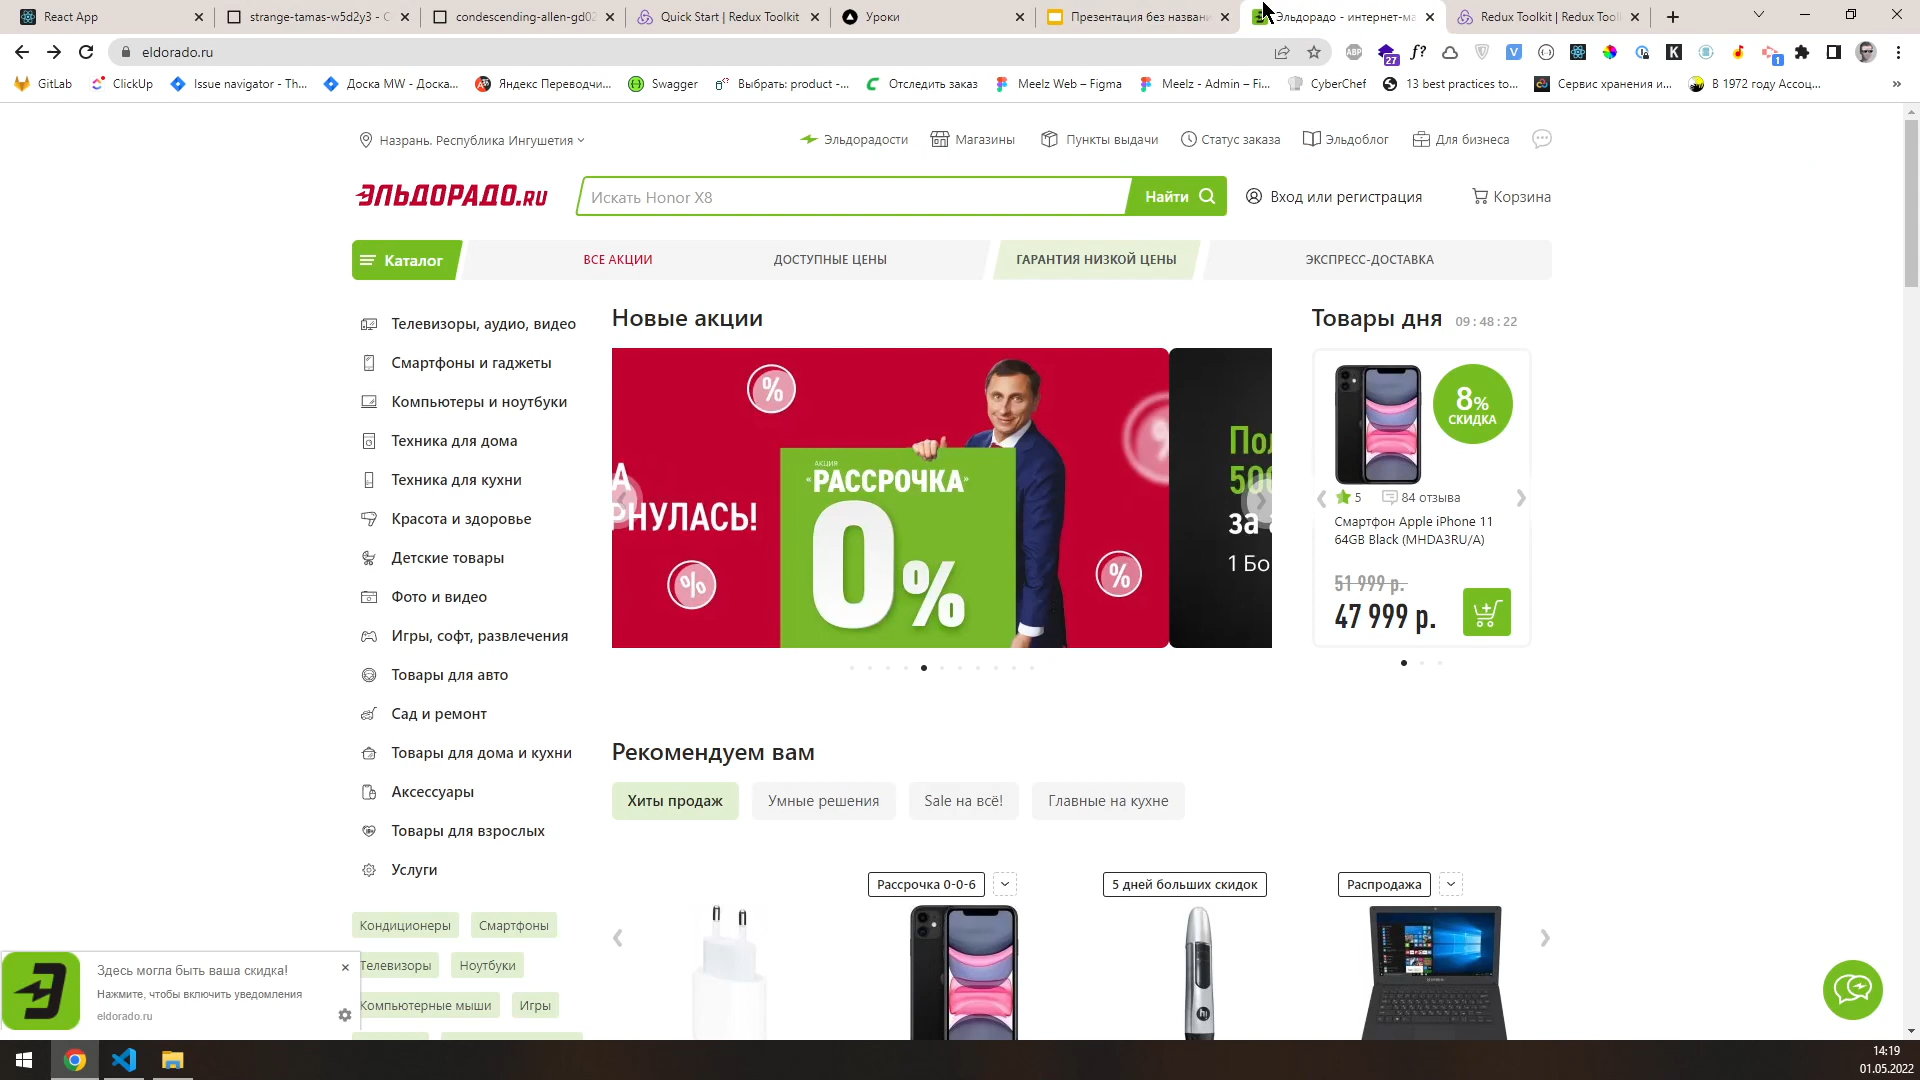 React App
strange-tamas-w5d2y3 - C
condescending-allen-gd02
Quick Start | Redux Toolkit
Уроки
Презентация без названи
Эльдорадо - интернет-ма
Redux Toolkit | Redux Tool
eldorado.ru
ABP
27
f?
V
K
1
GitLab
ClickUp
Issue navigator - Th...
Доска MW - Доска...
Яндекс Переводчи...
Swagger
Выбрать: product -...
Отследить заказ
Meelz Web – Figma
Meelz - Admin – Fi...
CyberChef
13 best practices to...
Сервис хранения и...
В 1972 году Ассоц...
»
Назрань, Республика Ингушетия
Эльдорадости
Магазины
Пункты выдачи
Статус заказа
Эльдоблог
Для бизнеса
ЭЛЬДОРАДО.RU
Искать Honor X8
Найти
Вход или регистрация
Корзина
Каталог
ВСЕ АКЦИИ
ДОСТУПНЫЕ ЦЕНЫ
ГАРАНТИЯ НИЗКОЙ ЦЕНЫ
ЭКСПРЕСС-ДОСТАВКА
Телевизоры, аудио, видео
Смартфоны и гаджеты
Компьютеры и ноутбуки
Техника для дома
Техника для кухни
Красота и здоровье
Детские товары
Фото и видео
Игры, софт, развлечения
Товары для авто
Сад и ремонт
Товары для дома и кухни
Аксессуары
Товары для взрослых
Услуги
Кондиционеры
Смартфоны
Телевизоры
Ноутбуки
Компьютерные мыши
Игры
Новые акции
%
А
РНУЛАСЬ!
АКЦИЯ
«РАССРОЧКА»
0%
%
%
По
500
за
1 Бо
Товары дня
09 : 48 : 22
8%
СКИДКА
5
84 отзыва
Смартфон Apple iPhone 11
64GB Black (MHDA3RU/A)
51 999 р.
47 999 р.
Рекомендуем вам
Хиты продаж
Умные решения
Sale на всё!
Главные на кухне
Рассрочка 0-0-6
5 дней больших скидок
Распродажа
Здесь могла быть ваша скидка!
Нажмите, чтобы включить уведомления
eldorado.ru
14:19
01.05.2022